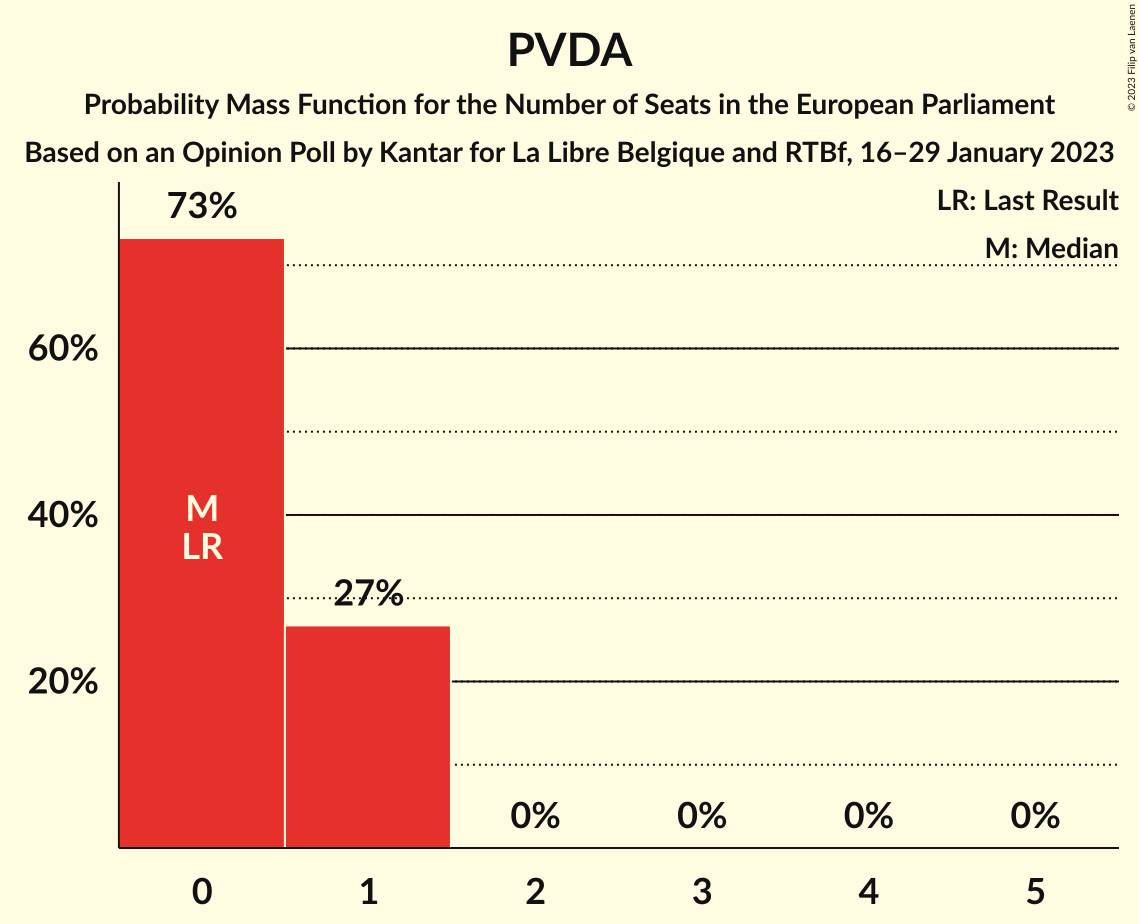 PVDA
Probability Mass Function for the Number of Seats in the European Parliament
Based on an Opinion Poll by Kantar for La Libre Belgique and RTBf, 16–29 January 2023
© 2023 Filip van Laenen
LR: Last Result
M: Median
73%
60%
40%
20%
M
LR
27%
0%
0%
0%
0%
0
1
2
3
4
5